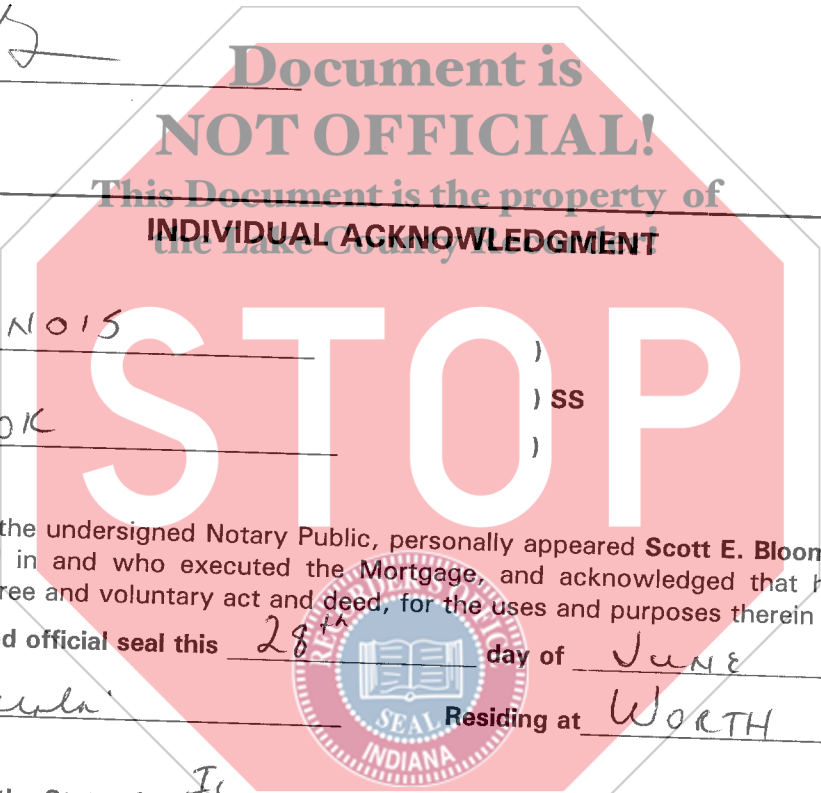 Document is
NOT OFFICIAL!
This Document is the property of
the Lake County Recorder!
INDIVIDUAL ACKNOWLEDGMENT
STOP
NOIS )
) SS
OK )
the undersigned Notary Public, personally appeared Scott E. Bloom
in and who executed the Mortgage, and acknowledged that h
ree and voluntary act and deed, for the uses and purposes therein
d official seal this 28th day of JUNE
Residing at WORTH
SEAL
INDIANA